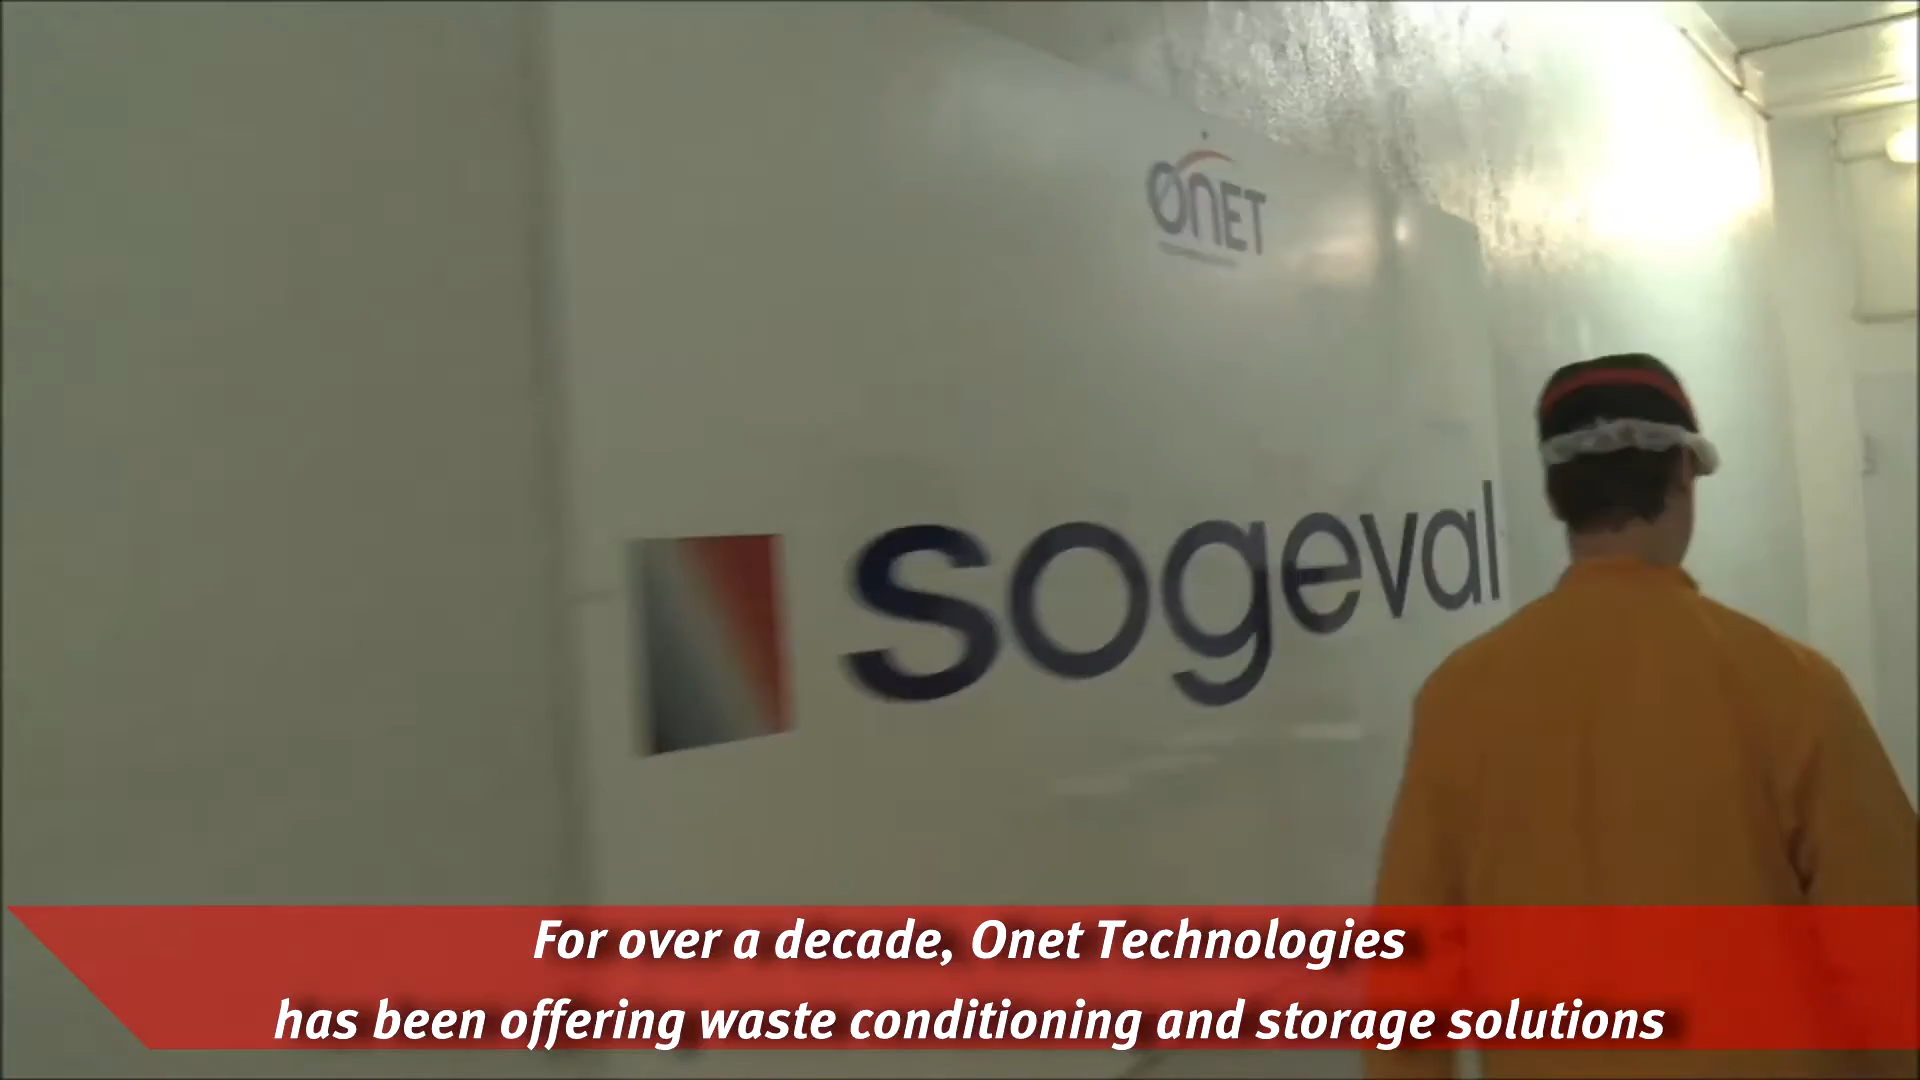 ONET
sogeval
For over a decade, Onet Technologies
has been offering waste conditioning and storage solutions